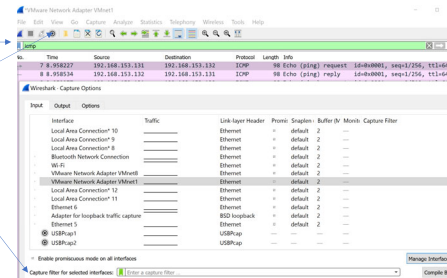 *VMware Network Adapter VMnet1
File Edit View Go Capture Analyze Statistics Telephony Wireless Tools Help
icmp
No. Time Source Destination Protocol Length Info
7 8.958227 192.168.153.131 192.168.153.132 ICMP 98 Echo (ping) request id=0x0001, seq=1/256, ttl=64
8 8.958534 192.168.153.132 192.168.153.131 ICMP 98 Echo (ping) reply id=0x0001, seq=1/256, ttl=64
Wireshark · Capture Options
Input Output Options
Interface Traffic Link-layer Header Promis Snaplen Buffer (M Monito Capture Filter
Local Area Connection* 10 Ethernet default 2 —
Local Area Connection* 9 Ethernet default 2 —
Local Area Connection* 8 Ethernet default 2 —
Bluetooth Network Connection Ethernet default 2 —
Wi-Fi Ethernet default 2 —
VMware Network Adapter VMnet8 Ethernet default 2 —
VMware Network Adapter VMnet1 Ethernet default 2 —
Local Area Connection* 12 Ethernet default 2 —
Local Area Connection* 11 Ethernet default 2 —
Ethernet 6 Ethernet default 2 —
Adapter for loopback traffic capture BSD loopback default 2 —
Ethernet 5 Ethernet default 2 —
USBPcap1 USBPcap — — — —
USBPcap2 USBPcap — — — —
Enable promiscuous mode on all interfaces Manage Interfac
Capture filter for selected interfaces: Enter a capture filter ... Compile B